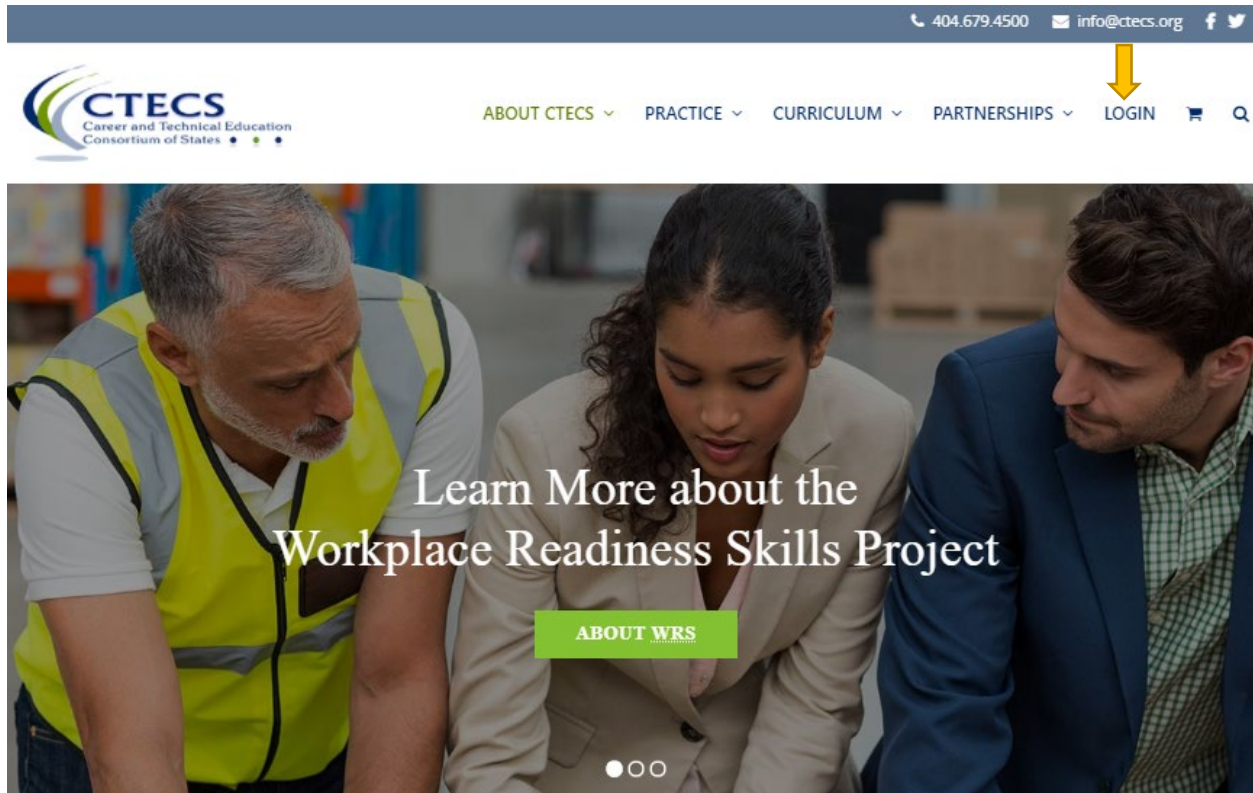 404.679.4500 info@ctecs.org
CTECS
Career and Technical Education
Consortium of States
ABOUT CTECS PRACTICE CURRICULUM PARTNERSHIPS LOGIN
Learn More about the
Workplace Readiness Skills Project
ABOUT WRS